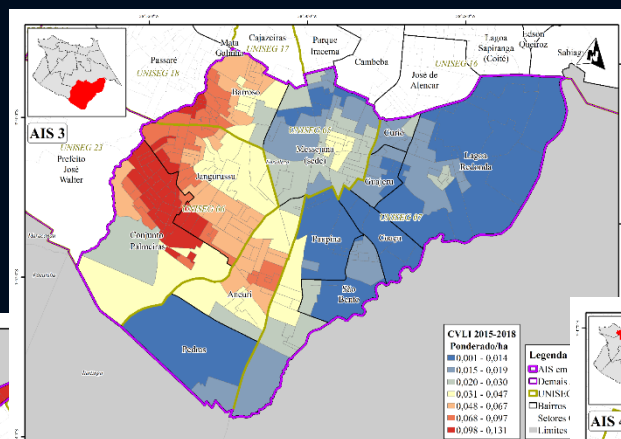 Mata
Galinha
Cajazeiras
UNISEG 17
Parque
Iracema
Cambeba
Lagoa
Sapiranga
(Coité)
Edson
Queiroz
Sabiag
Passaré
UNISEG 18
José de
Alencar
UNISEG 16
AIS 3
UNISEG 23
Prefeito
José
Walter
Barroso
Messejana
(Sede)
Curió
Lagoa
Redonda
Guajeru
Jangurussu
UNISEG 07
Conjunto
Palmeiras
Paupina
Coaçu
Ancuri
São
Bento
Pedras
CVLI 2015-2018
Ponderado/ha
0,001 - 0,014
0,015 - 0,019
0,020 - 0,030
0,031 - 0,047
0,048 - 0,067
0,068 - 0,097
0,098 - 0,131
Legenda
AIS em
Demais
UNISEG
Bairros
Setores
Limites
AIS 4